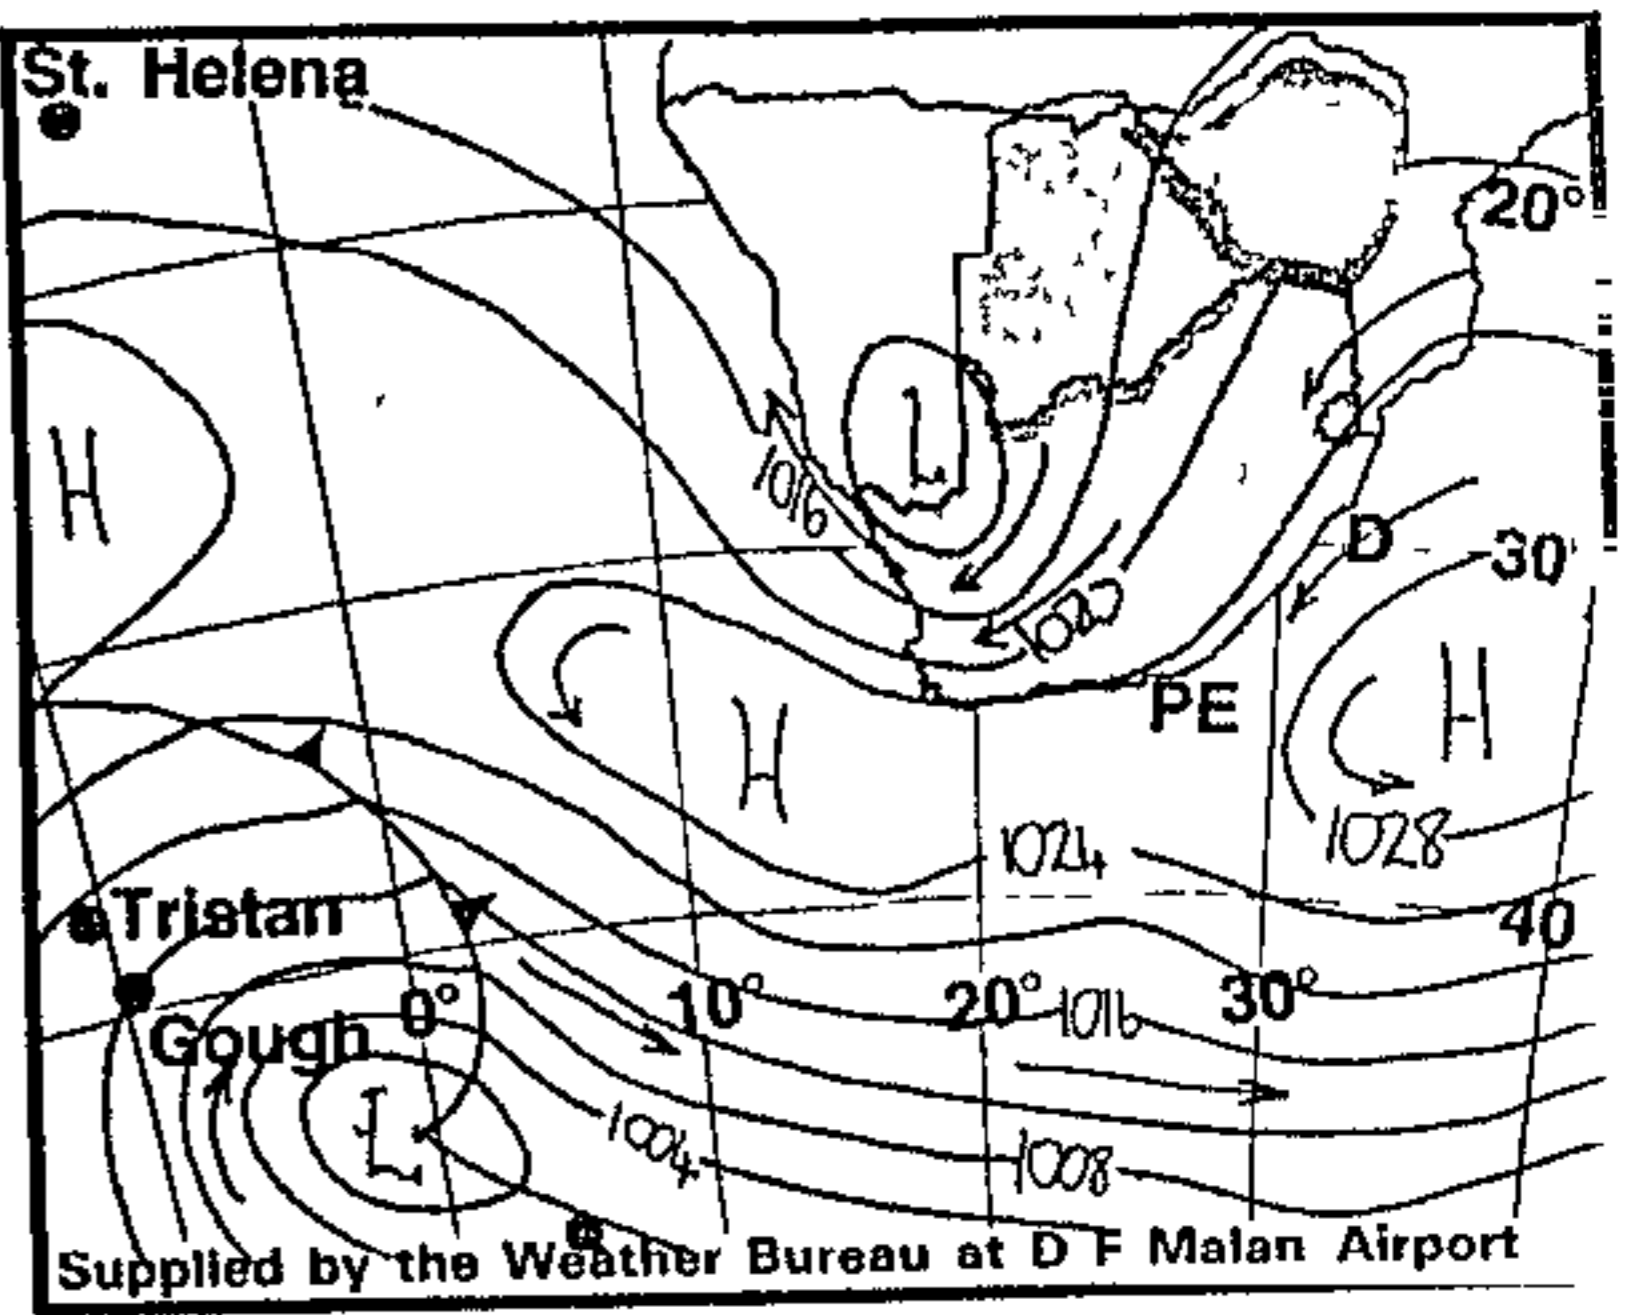 St. Helena
20°
H
L
1016
D
30°
1020
H
PE
H
1024
1028
Tristan
40
Gough
0°
10°
20°
1016
30°
L
1004
1008
Supplied by the Weather Bureau at D F Malan Airport